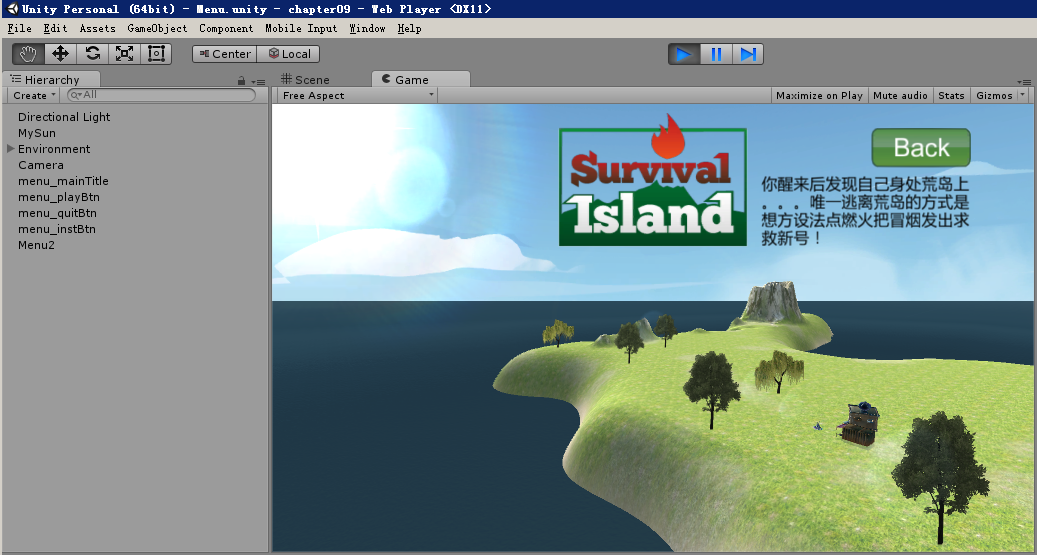 Unity Personal (64bit) - Menu.unity - chapter09 - Web Player <DX11>
File Edit Assets GameObject Component Mobile Input Window Help
Center Local
Hierarchy
Scene
Game
Create
All
Free Aspect
Maximize on Play Mute audio Stats Gizmos
Directional Light
MySun
Environment
Camera
menu_mainTitle
menu_playBtn
menu_quitBtn
menu_instBtn
Menu2
Survival
Island
Back
你醒来后发现自己身处荒岛上
．．．唯一逃离荒岛的方式是
想方设法点燃火把冒烟发出求
救新号！